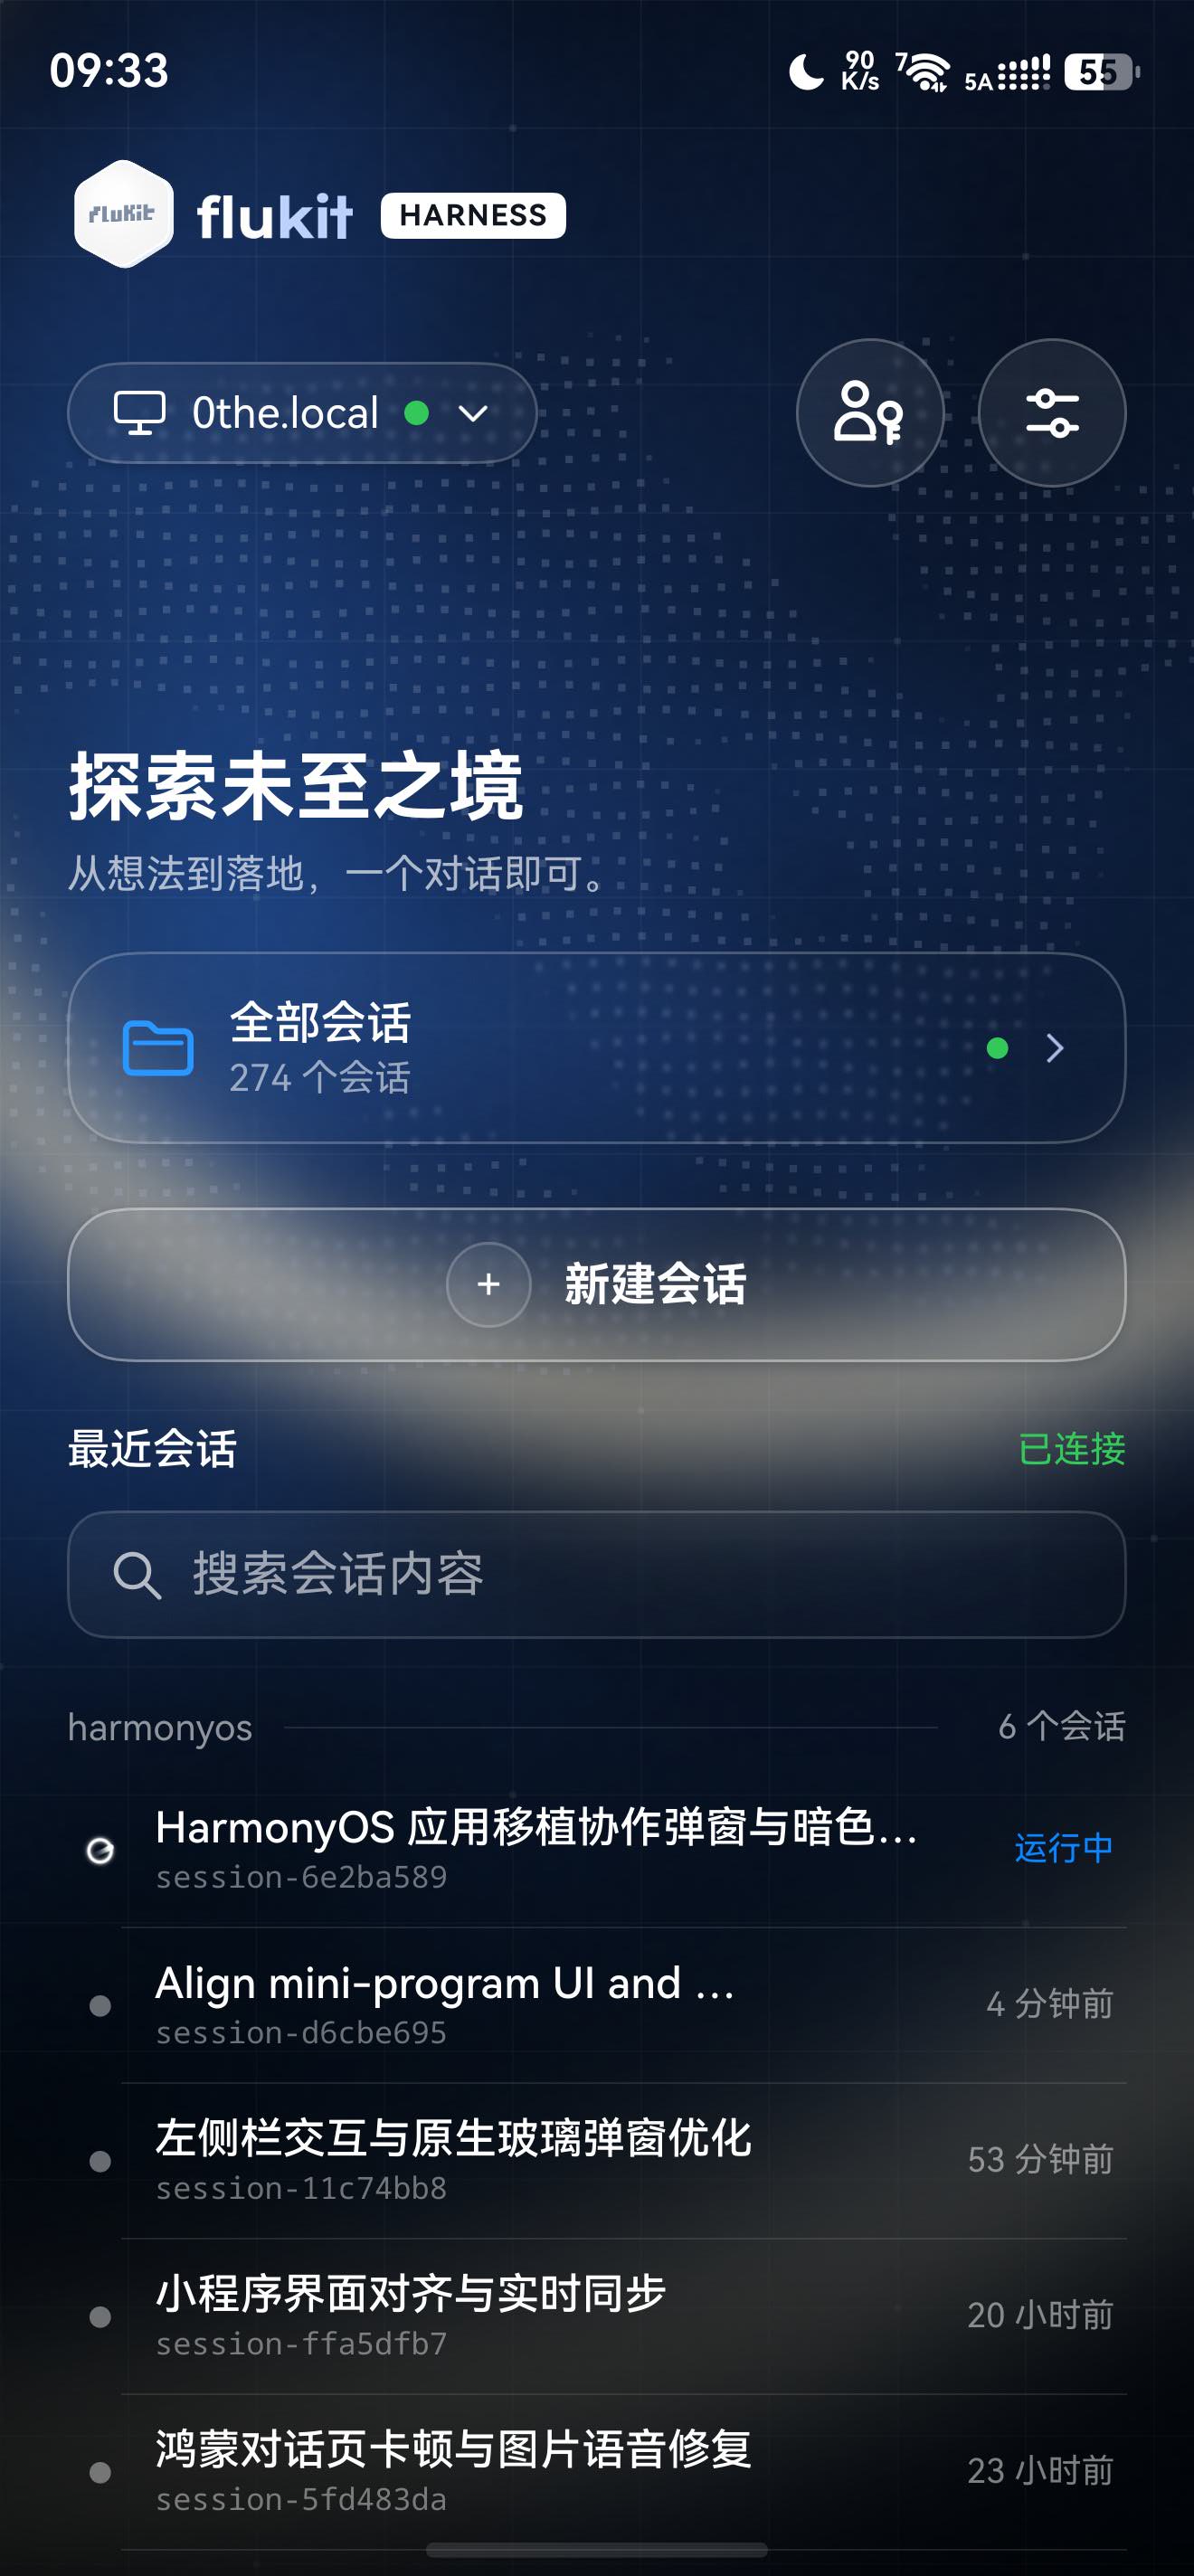 09:33
90 K/s
7
5A
55
flukit
flukit HARNESS
0the.local
探索未至之境
从想法到落地，一个对话即可。
全部会话
274 个会话
+ 新建会话
最近会话
已连接
搜索会话内容
harmonyos
6 个会话
HarmonyOS 应用移植协作弹窗与暗色...
session-6e2ba589
运行中
Align mini-program UI and ...
session-d6cbe695
4 分钟前
左侧栏交互与原生玻璃弹窗优化
session-11c74bb8
53 分钟前
小程序界面对齐与实时同步
session-ffa5dfb7
20 小时前
鸿蒙对话页卡顿与图片语音修复
session-5fd483da
23 小时前